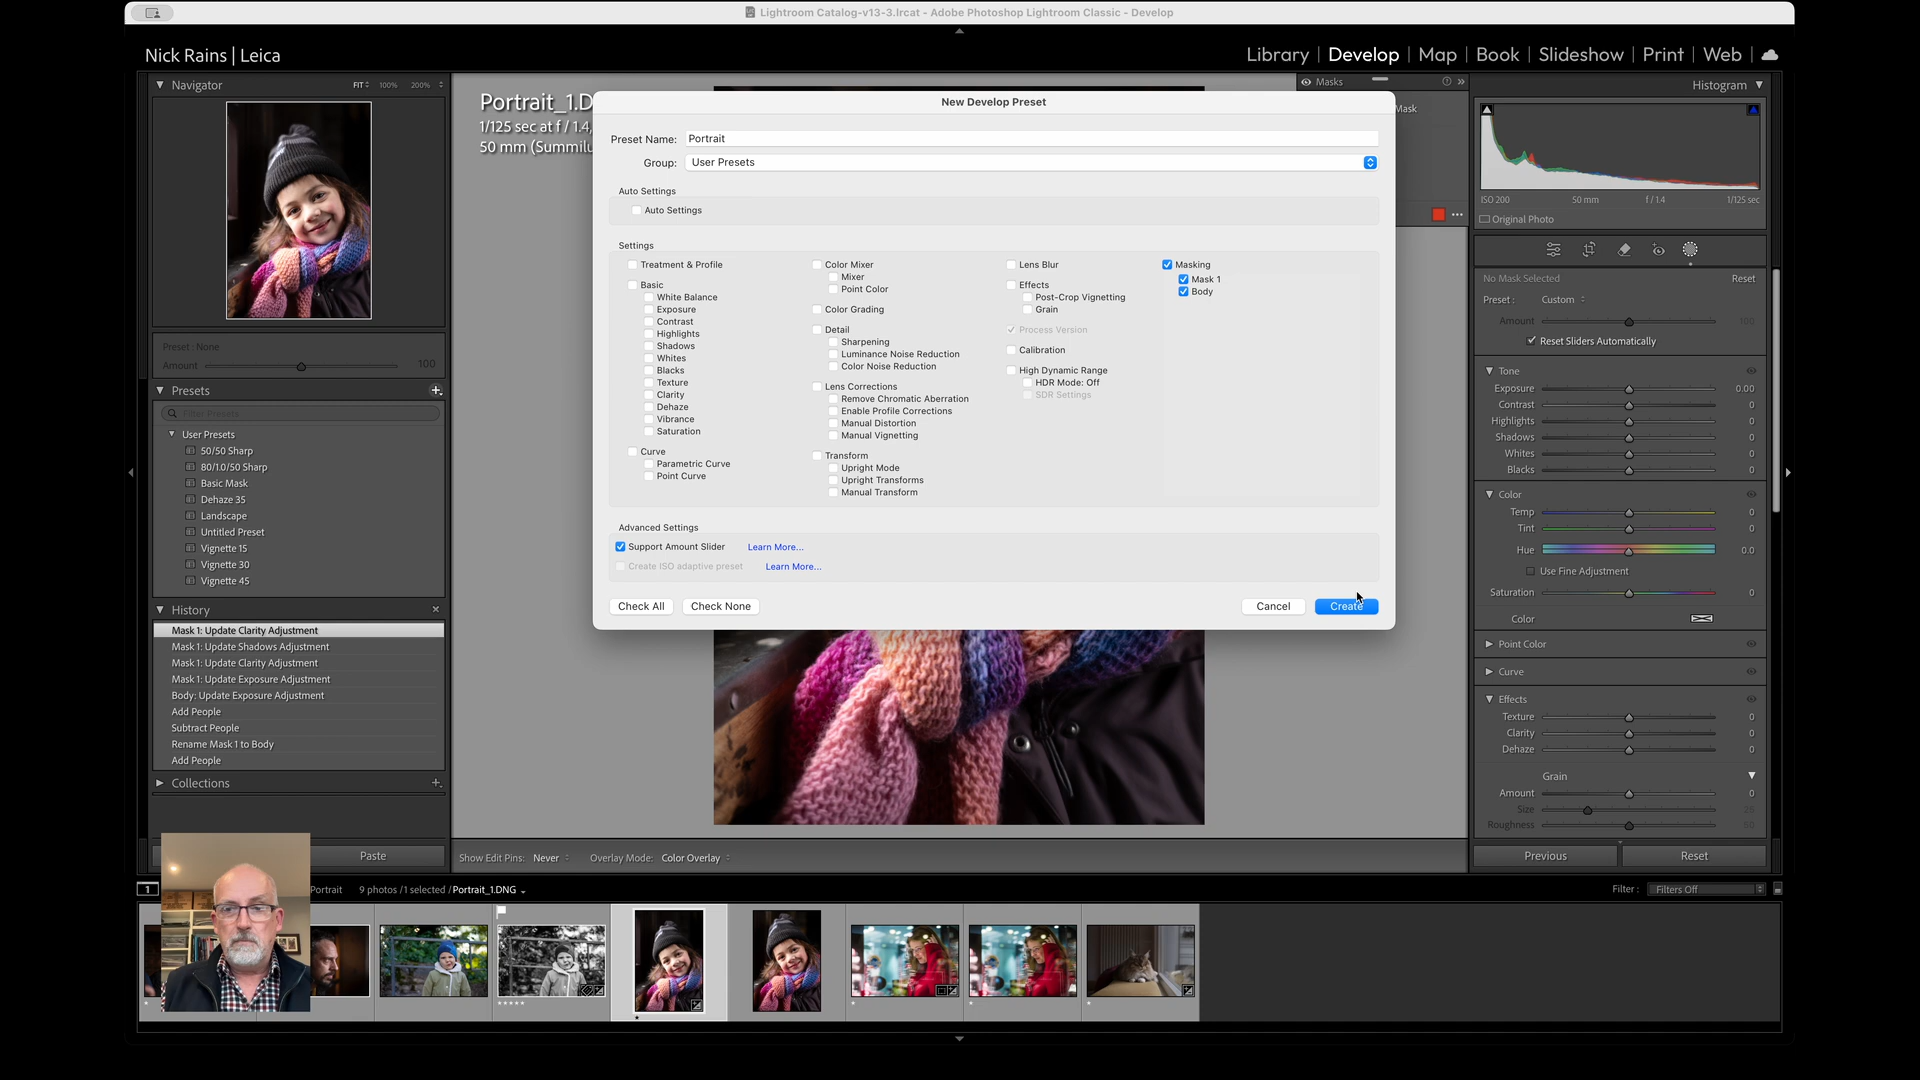 Lightroom Catalog-v13-3.lrcat - Adobe Photoshop Lightroom Classic - Develop
Nick Rains | Leica
Library | Develop | Map | Book | Slideshow | Print | Web
Navigator
FIT
100%
200%
Preset : None
Amount
100
Presets
Filter Presets
User Presets
50/50 Sharp
80/1.0/50 Sharp
Basic Mask
Dehaze 35
Landscape
Untitled Preset
Vignette 15
Vignette 30
Vignette 45
History
Mask 1: Update Clarity Adjustment
Mask 1: Update Shadows Adjustment
Mask 1: Update Clarity Adjustment
Mask 1: Update Exposure Adjustment
Body: Update Exposure Adjustment
Add People
Subtract People
Rename Mask 1 to Body
Add People
Collections
Paste
Portrait_1.D
1/125 sec at f / 1.4,
50 mm (Summilu
New Develop Preset
Preset Name: Portrait
Group: User Presets
Auto Settings
Auto Settings
Settings
Treatment & Profile
Basic
White Balance
Exposure
Contrast
Highlights
Shadows
Whites
Blacks
Texture
Clarity
Dehaze
Vibrance
Saturation
Curve
Parametric Curve
Point Curve
Color Mixer
Mixer
Point Color
Color Grading
Detail
Sharpening
Luminance Noise Reduction
Color Noise Reduction
Lens Corrections
Remove Chromatic Aberration
Enable Profile Corrections
Manual Distortion
Manual Vignetting
Transform
Upright Mode
Upright Transforms
Manual Transform
Lens Blur
Effects
Post-Crop Vignetting
Grain
Process Version
Calibration
High Dynamic Range
HDR Mode: Off
SDR Settings
Masking
Mask 1
Body
Advanced Settings
Support Amount Slider Learn More...
Create ISO adaptive preset Learn More...
Check All
Check None
Cancel
Create
Masks
Mask
Show Edit Pins: Never
Overlay Mode: Color Overlay
Histogram
ISO 200
50 mm
f / 1.4
1/125 sec
Original Photo
No Mask Selected
Reset
Preset : Custom
Amount 100
Reset Sliders Automatically
Tone
Exposure 0.00
Contrast 0
Highlights 0
Shadows 0
Whites 0
Blacks 0
Color
Temp 0
Tint 0
Hue 0.0
Use Fine Adjustment
Saturation 0
Color
Point Color
Curve
Effects
Texture 0
Clarity 0
Dehaze 0
Grain
Amount 0
Size 25
Roughness 50
Previous
Reset
1
Portrait
9 photos /1 selected /Portrait_1.DNG
Filter :
Filters Off